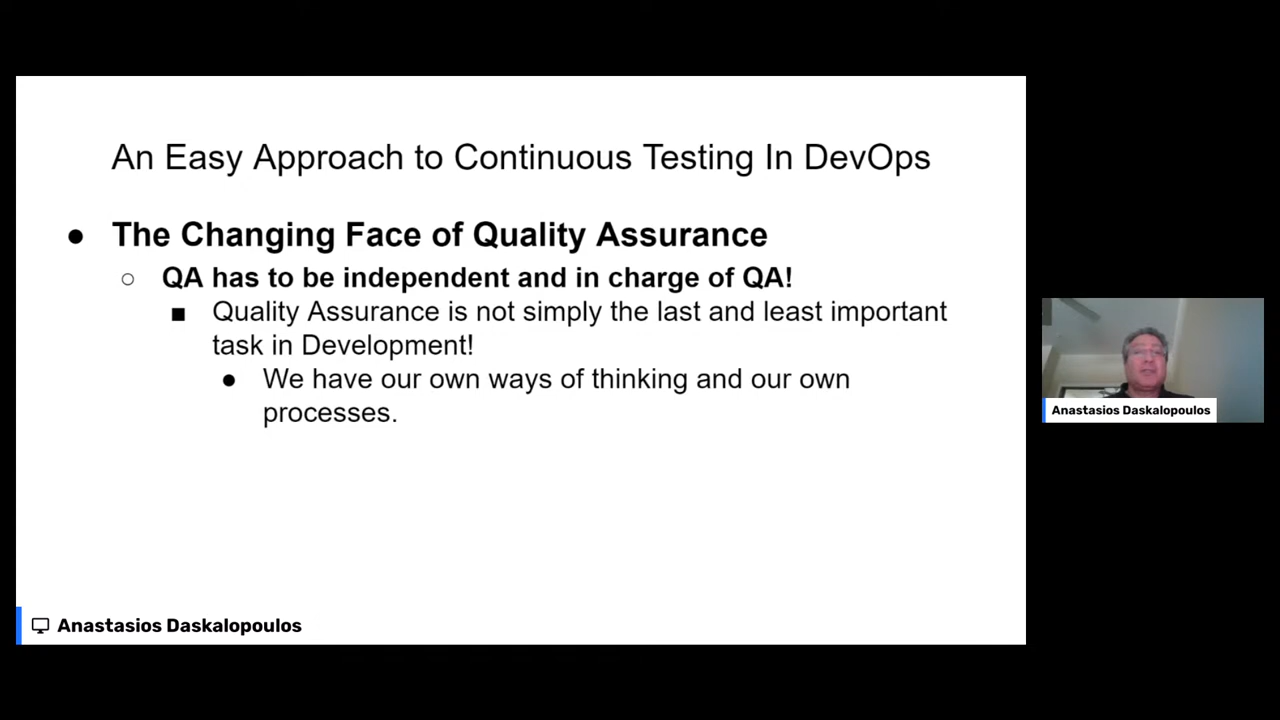 An Easy Approach to Continuous Testing In DevOps
● The Changing Face of Quality Assurance
○ QA has to be independent and in charge of QA!
■ Quality Assurance is not simply the last and least important
task in Development!
● We have our own ways of thinking and our own
processes.
Anastasios Daskalopoulos
Anastasios Daskalopoulos